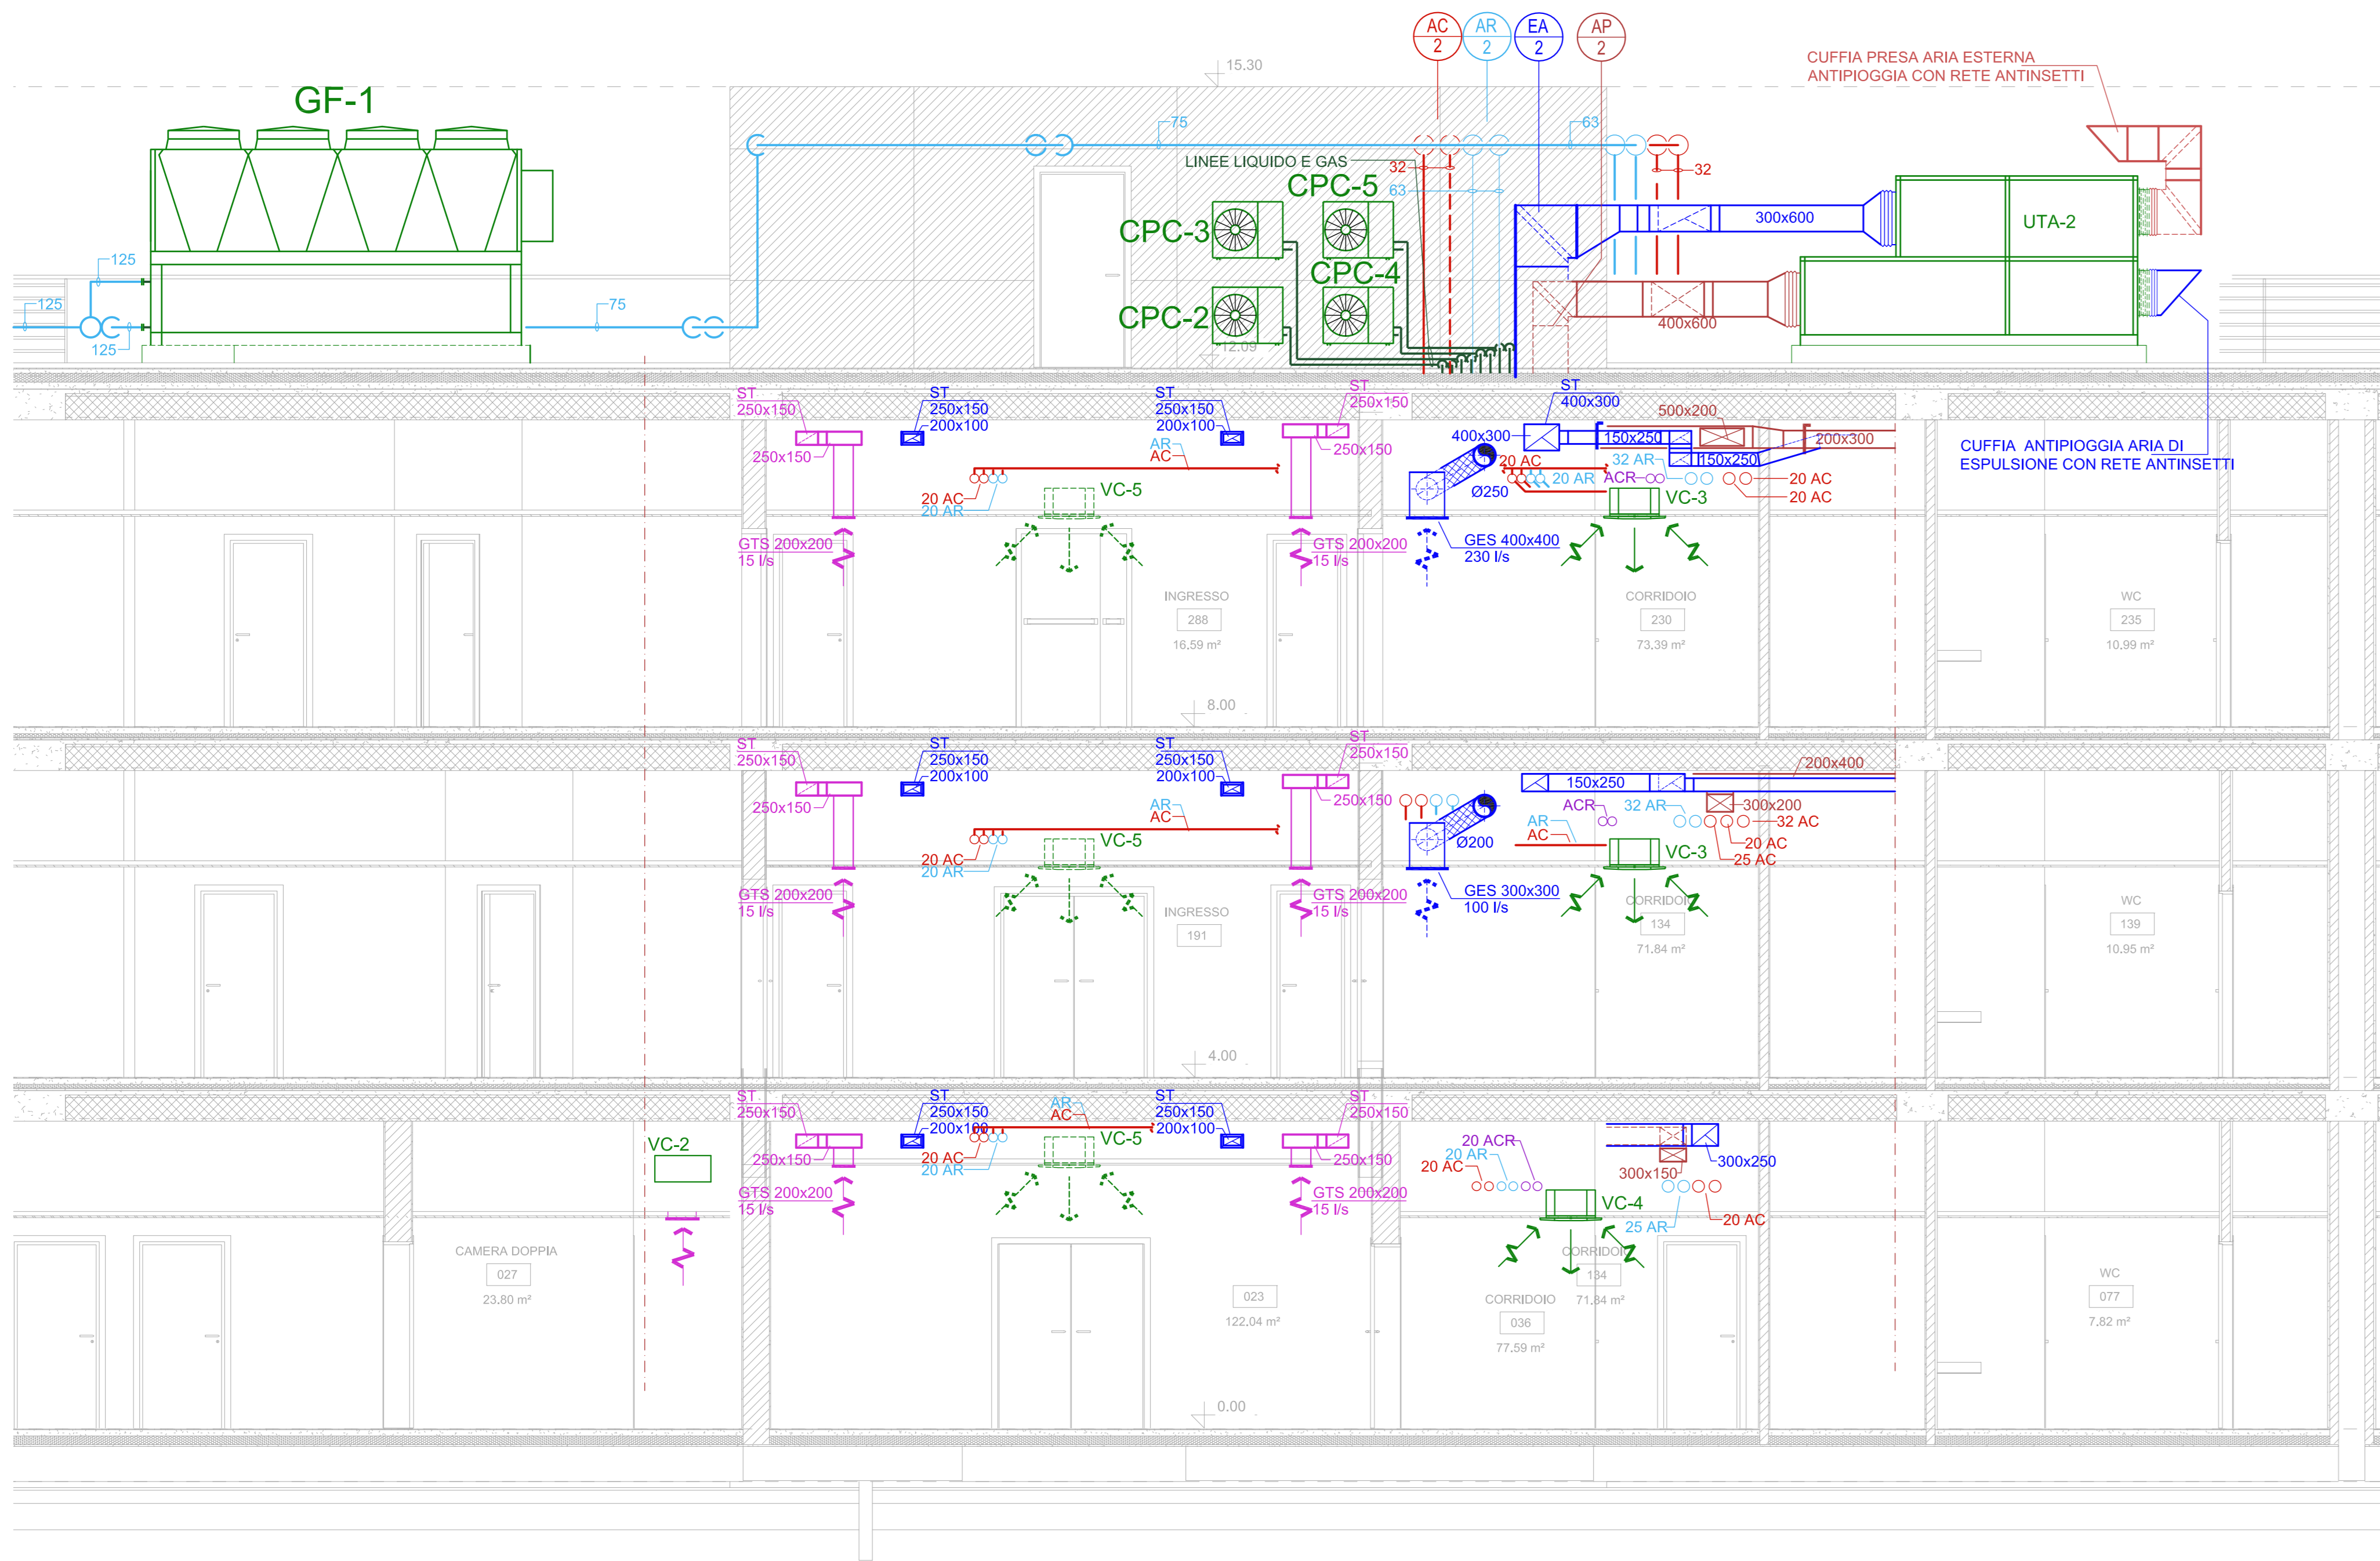 AC
2
AR
2
EA
2
AP
2
CUFFIA PRESA ARIA ESTERNA
ANTIPIOGGIA CON RETE ANTINSETTI
15.30
GF-1
75
63
LINEE LIQUIDO E GAS
32
32
CPC-5
63
CPC-3
300x600
UTA-2
125
CPC-4
125
75
CPC-2
400x600
125
12.09
ST
250x150
ST
250x150
200x100
ST
250x150
200x100
ST
250x150
ST
400x300
500x200
400x300
150x250
200x300
CUFFIA ANTIPIOGGIA ARIA DI
ESPULSIONE CON RETE ANTINSETTI
250x150
AR
AC
250x150
20 AC
32 AR
150x250
20 AC
20 AR
VC-5
Ø250
20 AR
ACR
VC-3
20 AC
20 AC
GTS 200x200
15 l/s
GTS 200x200
15 l/s
GES 400x400
230 l/s
INGRESSO
288
16.59 m²
CORRIDOIO
230
73.39 m²
WC
235
10.99 m²
8.00
ST
250x150
ST
250x150
200x100
ST
250x150
200x100
ST
250x150
200x400
150x250
250x150
AR
AC
250x150
ACR
32 AR
300x200
AR
AC
32 AC
20 AC
25 AC
20 AC
20 AR
VC-5
Ø200
VC-3
GTS 200x200
15 l/s
GTS 200x200
15 l/s
GES 300x300
100 l/s
INGRESSO
191
134
71.84 m²
WC
139
10.95 m²
4.00
ST
250x150
ST
250x150
200x100
AR
AC
ST
250x150
200x100
ST
250x150
VC-2
250x150
20 AC
20 AR
VC-5
250x150
20 ACR
20 AR
20 AC
300x150
300x250
GTS 200x200
15 l/s
GTS 200x200
15 l/s
VC-4
25 AR
20 AC
CAMERA DOPPIA
027
23.80 m²
023
122.04 m²
134
71.84 m²
CORRIDOIO
036
77.59 m²
WC
077
7.82 m²
0.00